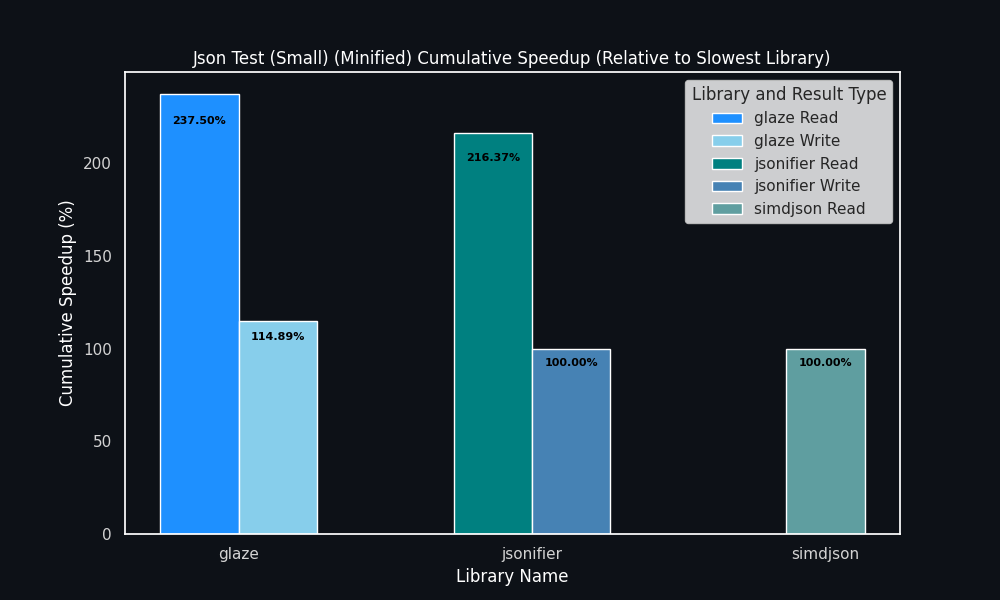 Json Test (Small) (Minified) Cumulative Speedup (Relative to Slowest Library)
Library and Result Type
glaze Read
glaze Write
jsonifier Read
jsonifier Write
simdjson Read
237.50%
114.89%
216.37%
100.00%
100.00%
Cumulative Speedup (%)
200
150
100
50
0
glaze
jsonifier
simdjson
Library Name